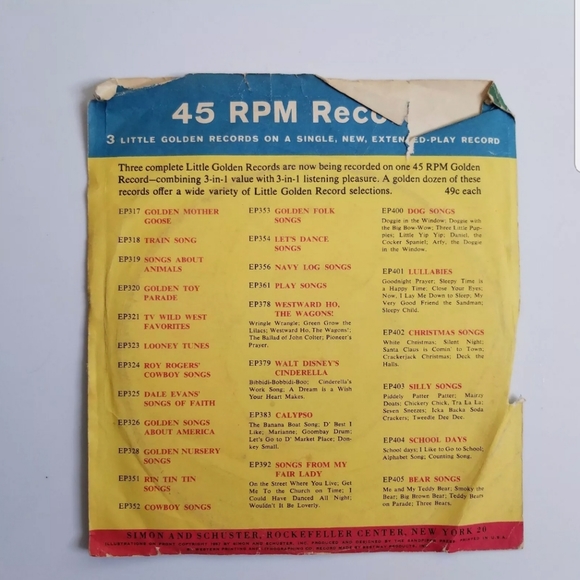 45 RPM Reco
3 LITTLE GOLDEN RECORDS ON A SINGLE, NEW, EXTENDED-PLAY RECORD
Three complete Little Golden Records are now being recorded on one 45 RPM Golden
Record—combining 3-in-1 value with 3-in-1 listening pleasure. A golden dozen of these
records offer a wide variety of Little Golden Record selections. 49c each
EP317 GOLDEN MOTHER
GOOSE
EP318 TRAIN SONG
EP319 SONGS ABOUT
ANIMALS
EP320 GOLDEN TOY
PARADE
EP321 TV WILD WEST
FAVORITES
EP323 LOONEY TUNES
EP324 ROY ROGERS'
COWBOY SONGS
EP325 DALE EVANS'
SONGS OF FAITH
EP326 GOLDEN SONGS
ABOUT AMERICA
EP328 GOLDEN NURSERY
SONGS
EP351 RIN TIN TIN
SONGS
EP352 COWBOY SONGS
EP353 GOLDEN FOLK
SONGS
EP354 LET'S DANCE
SONGS
EP356 NAVY LOG SONGS
EP361 PLAY SONGS
EP378 WESTWARD HO,
THE WAGONS!
Wringle Wrangle; Green Grow the
Lilacs; Westward Ho, The Wagons!;
The Ballad of John Colter; Pioneer's
Prayer.
EP379 WALT DISNEY'S
CINDERELLA
Bibbidi-Bobbidi-Boo; Cinderella's
Work Song; A Dream is a Wish
Your Heart Makes.
EP383 CALYPSO
The Banana Boat Song; D' Best I
Like; Marianne; Goombay Drum;
Let's Go to D' Market Place; Don-
key Small.
EP392 SONGS FROM MY
FAIR LADY
On the Street Where You Live; Get
Me To the Church on Time; I
Could Have Danced All Night;
Wouldn't It Be Loverly.
EP400 DOG SONGS
Doggie in the Window; Doggie with
the Big Bow-Wow; Three Little Pup-
pies; Little Yip Yip; Daniel, the
Cocker Spaniel; Arfy, the Doggie
in the Window.
EP401 LULLABIES
Goodnight Prayer; Sleepy Time is
a Happy Time; Close Your Eyes;
Now, I Lay Me Down to Sleep; My
Very Good Friend the Sandman;
Sleepy Child.
EP402 CHRISTMAS SONGS
White Christmas; Silent Night;
Santa Claus is Comin' to Town;
Crackerjack Christmas; Deck the
Halls.
EP403 SILLY SONGS
Piddely Patter Patter; Mairzy
Doats; Chickery Chick, Tra La La;
Seven Sneezes; Icka Bucka Soda
Crackers; Tweedle Dee Dee.
EP404 SCHOOL DAYS
School days; I Like to Go to School;
Alphabet Song; Counting Song.
EP405 BEAR SONGS
Me and My Teddy Bear; Smoky the
Bear; Big Brown Bear; Teddy Bears
on Parade; Three Bears.
SIMON AND SCHUSTER, ROCKEFELLER CENTER, NEW YORK 20